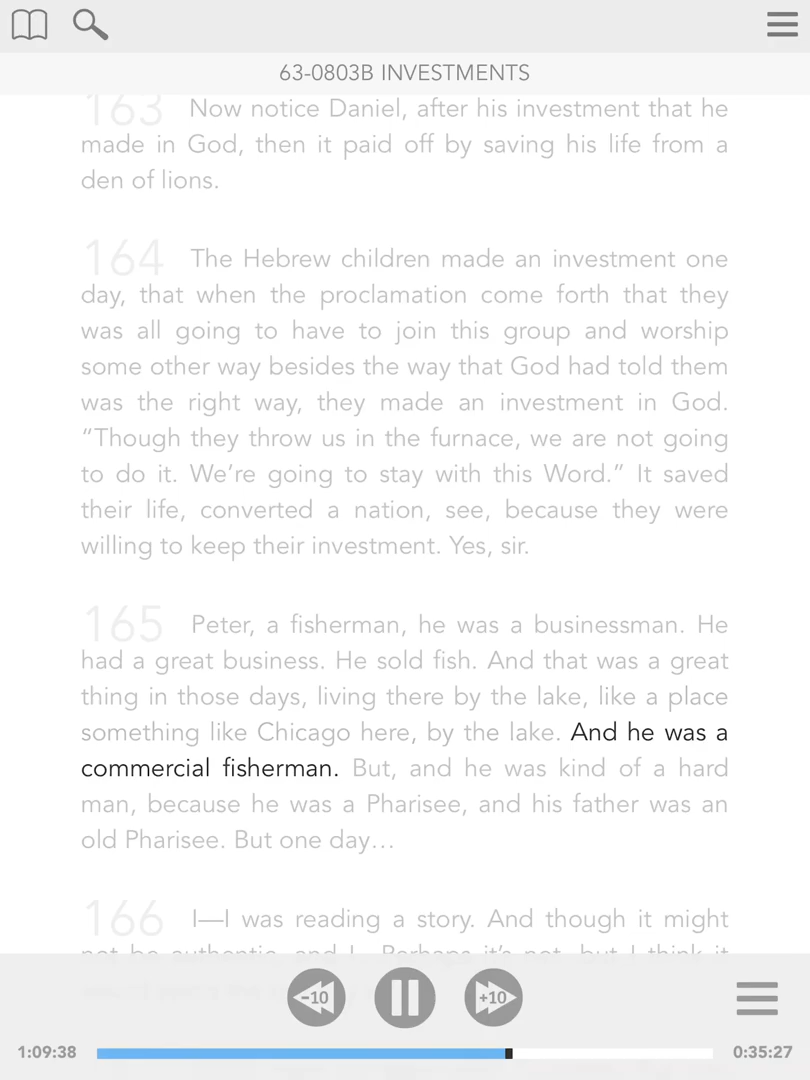 63-0803B INVESTMENTS
163 Now notice Daniel, after his investment that he
made in God, then it paid off by saving his life from a
den of lions.
164 The Hebrew children made an investment one
day, that when the proclamation come forth that they
was all going to have to join this group and worship
some other way besides the way that God had told them
was the right way, they made an investment in God.
“Though they throw us in the furnace, we are not going
to do it. We’re going to stay with this Word.” It saved
their life, converted a nation, see, because they were
willing to keep their investment. Yes, sir.
165 Peter, a fisherman, he was a businessman. He
had a great business. He sold fish. And that was a great
thing in those days, living there by the lake, like a place
something like Chicago here, by the lake. And he was a
commercial fisherman. But, and he was kind of a hard
man, because he was a Pharisee, and his father was an
old Pharisee. But one day…
166 I—I was reading a story. And though it might
not be authentic, and I. Perhaps it’s not, but I think it
-10 +10
1:09:38 0:35:27